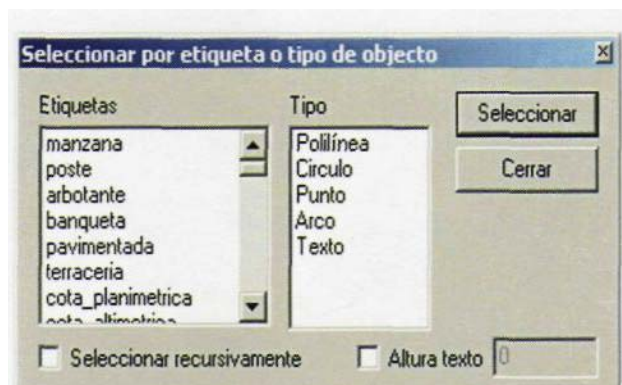 Seleccionar por etiqueta o tipo de objecto
Etiquetas
manzana
poste
arbotante
banqueta
pavimentada
terraceria
cota_planimetrica
Tipo
Polilínea
Circulo
Punto
Arco
Texto
Seleccionar
Cerrar
Seleccionar recursivamente
Altura texto 0